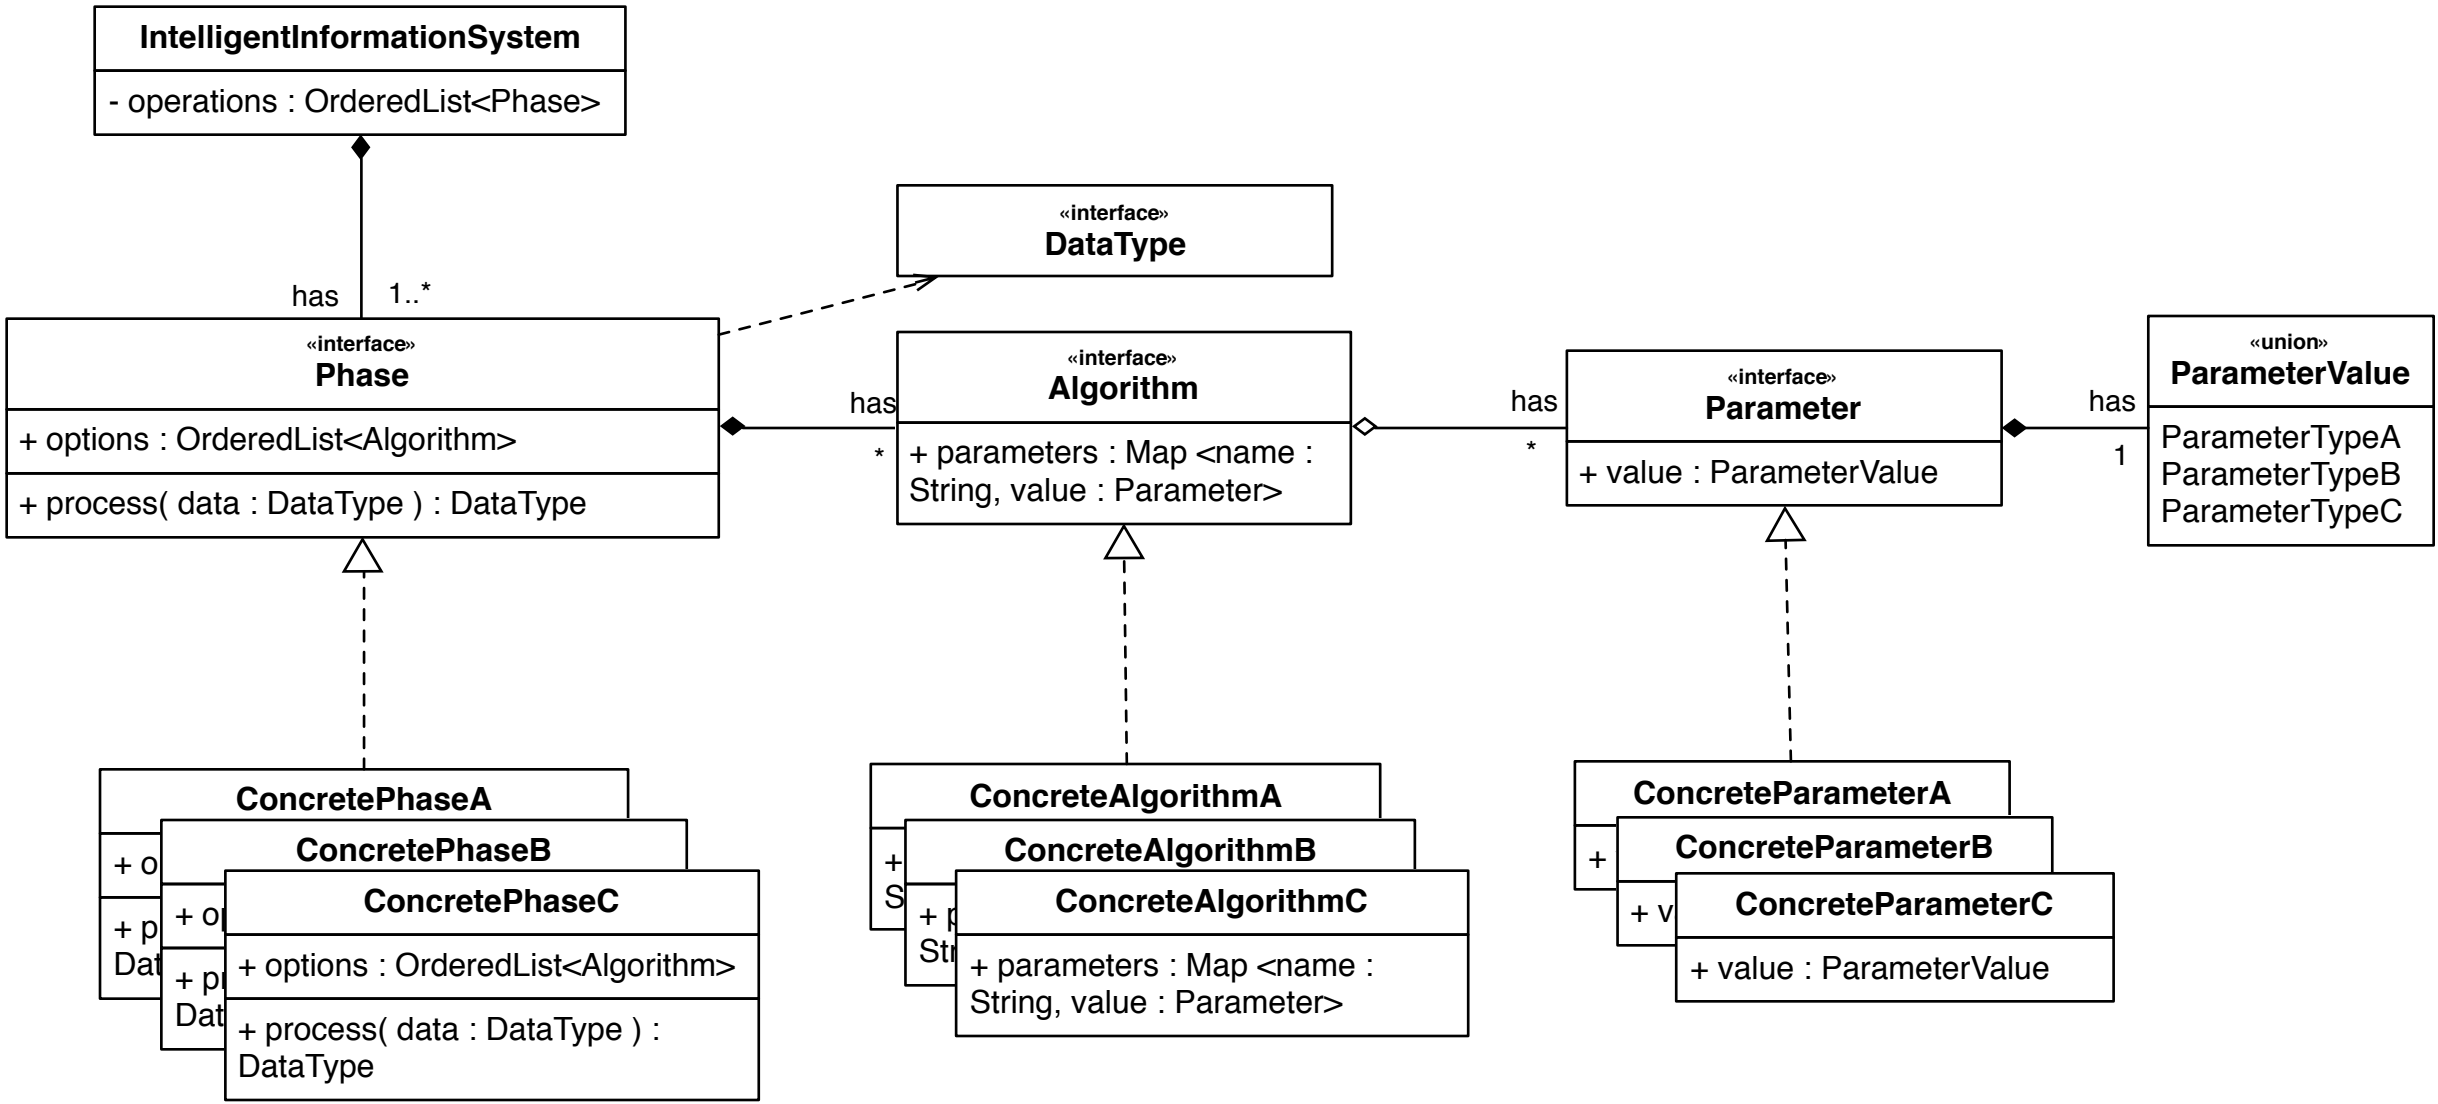 IntelligentInformationSystem
- operations : OrderedList<Phase>
has 1..*
«interface»
DataType
«interface»
Phase
+ options : OrderedList<Algorithm>
+ process( data : DataType ) : DataType
has
*
«interface»
Algorithm
+ parameters : Map <name :
String, value : Parameter>
has
*
«interface»
Parameter
+ value : ParameterValue
has
1
«union»
ParameterValue
ParameterTypeA
ParameterTypeB
ParameterTypeC
ConcretePhaseA
+ o
+ p
Dat
ConcretePhaseB
+ op
+ pr
Dat
ConcretePhaseC
+ options : OrderedList<Algorithm>
+ process( data : DataType ) :
DataType
ConcreteAlgorithmA
+
S
ConcreteAlgorithmB
+ p
Str
ConcreteAlgorithmC
+ parameters : Map <name :
String, value : Parameter>
ConcreteParameterA
+
ConcreteParameterB
+ v
ConcreteParameterC
+ value : ParameterValue